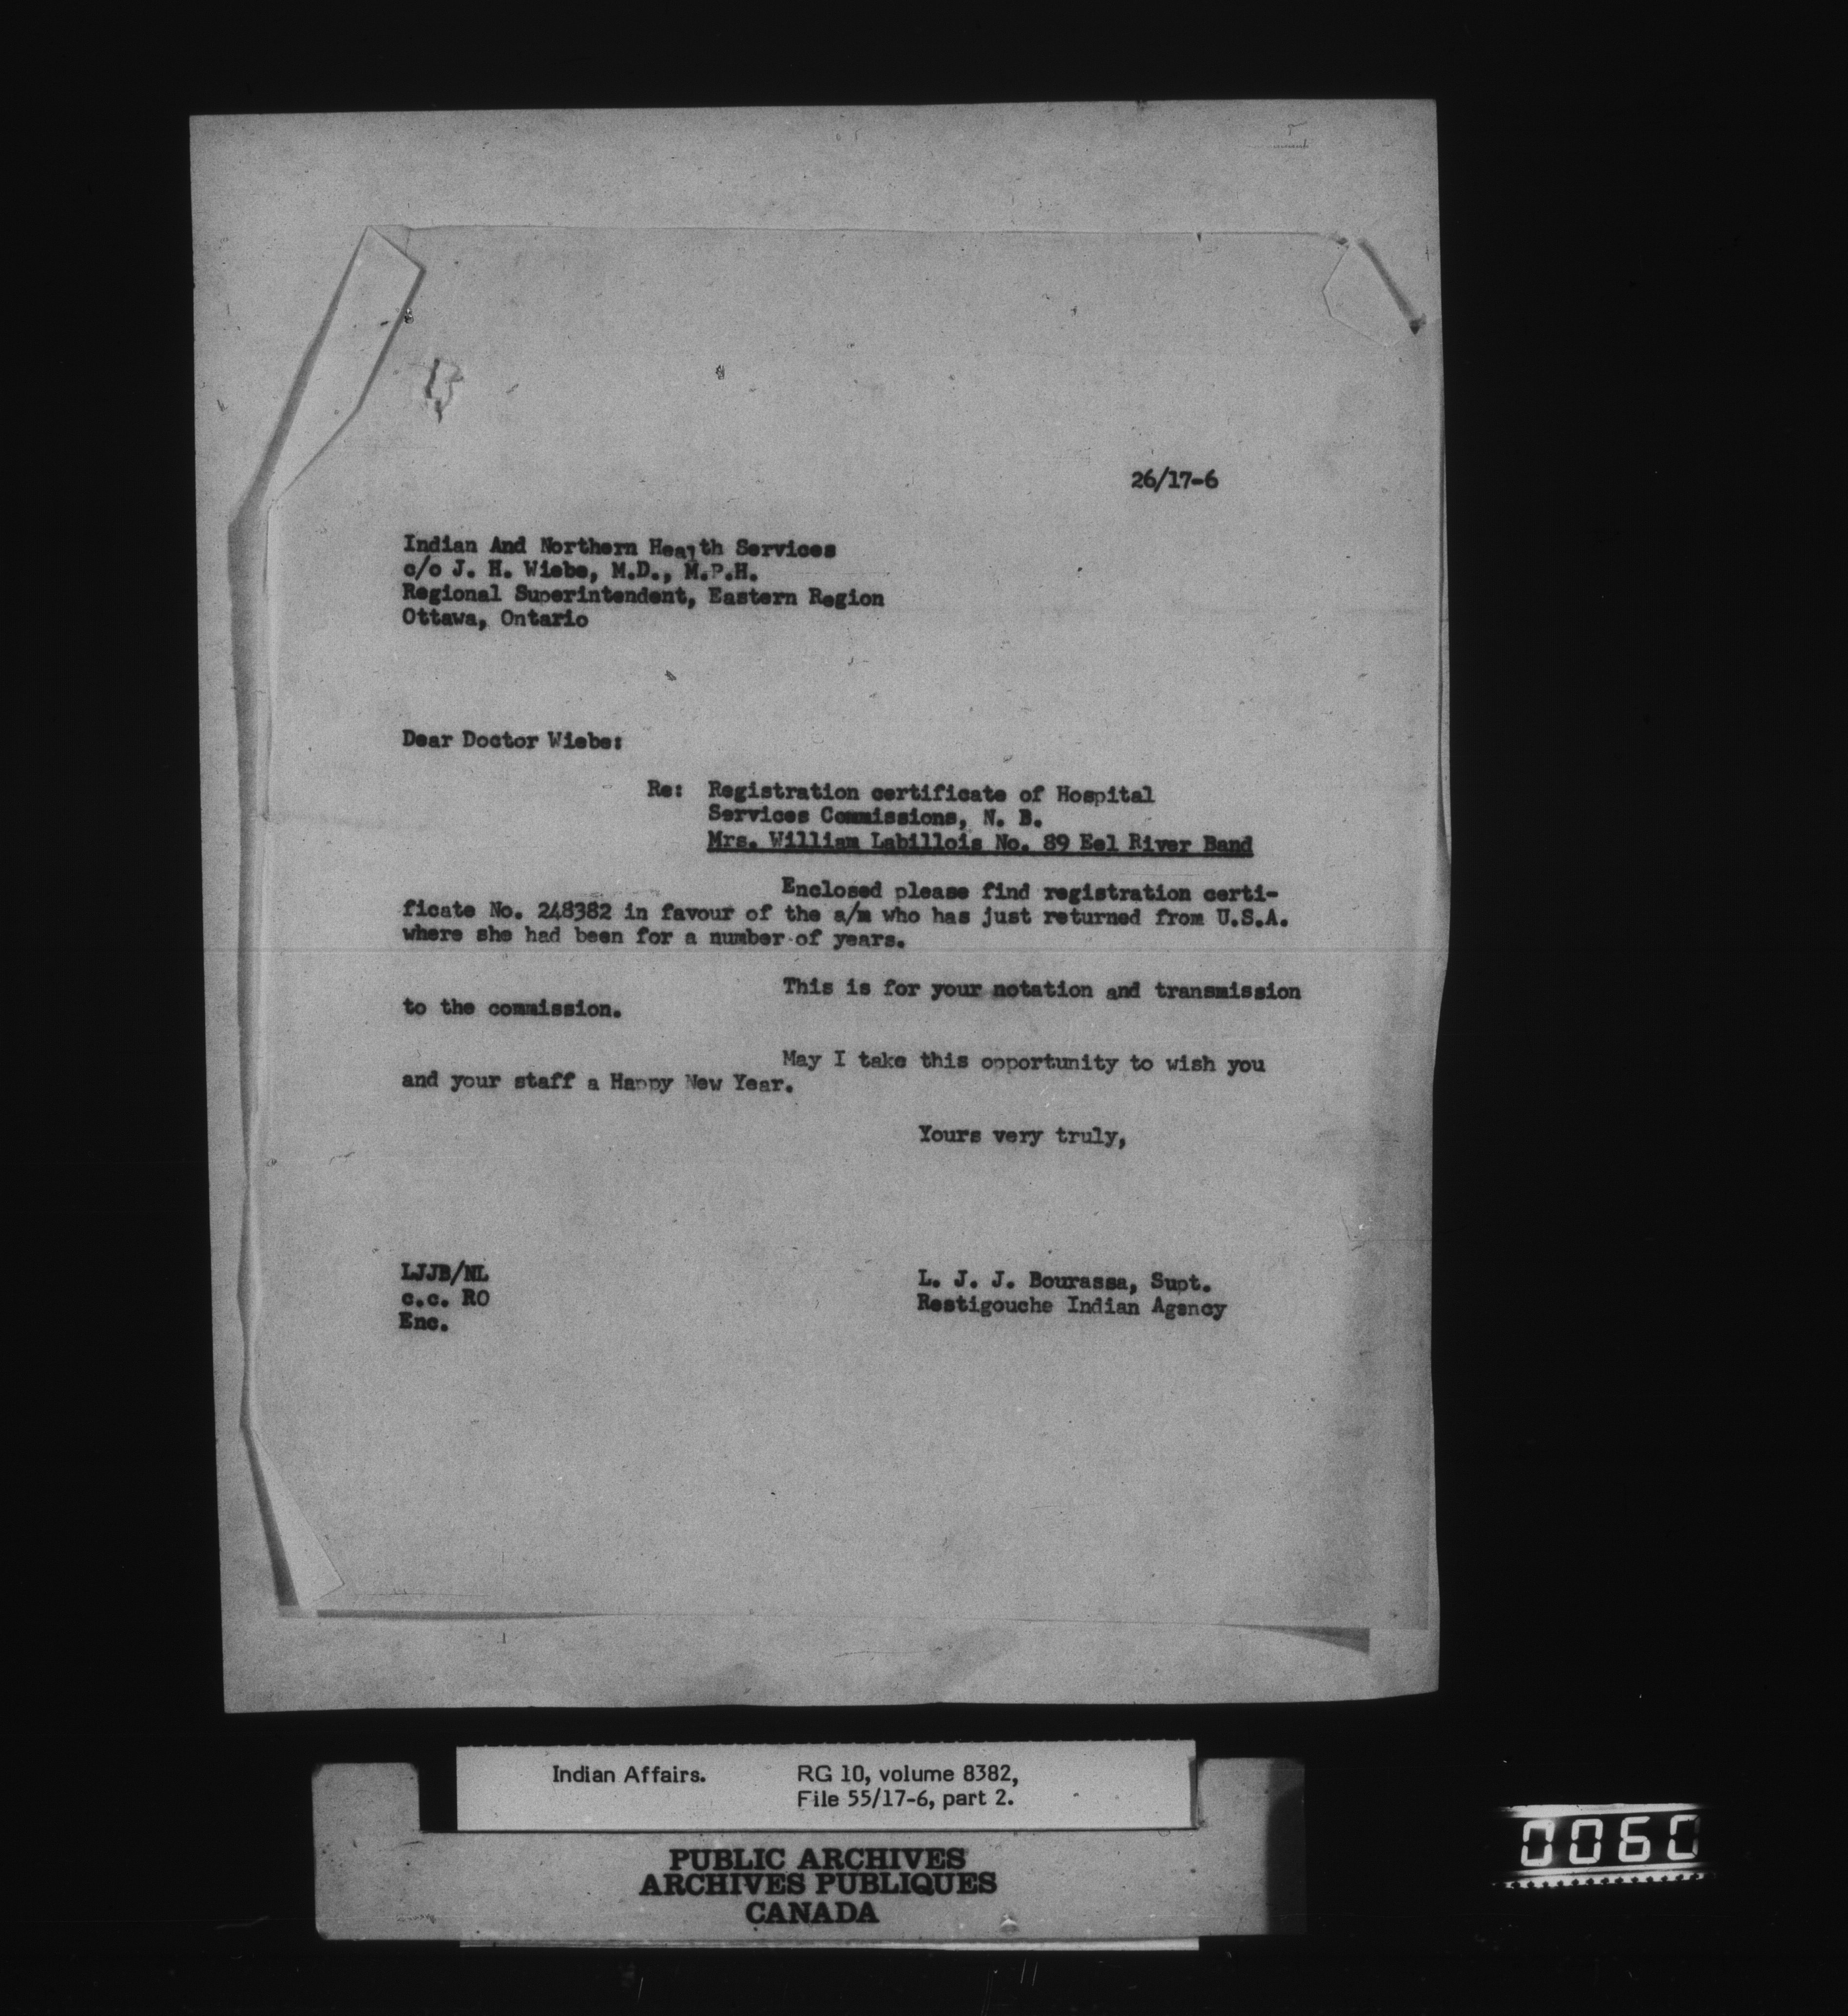 26/17-6
Indian And Northern Health Services
c/o J. H. Wiebe, M.D., M.P.H.
Regional Superintendent, Eastern Region
Ottawa, Ontario
Dear Doctor Wiebe:
Re: Registration certificate of Hospital
Services Commissions, N. B.
Mrs. William Labillois No. 89 Eel River Band
Enclosed please find registration certi-
ficate No. 248382 in favour of the a/m who has just returned from U.S.A.
where she had been for a number of years.
This is for your notation and transmission
to the commission.
May I take this opportunity to wish you
and your staff a Happy New Year.
Yours very truly,
LJJB/NL
c.c. RO
Enc.
L. J. J. Bourassa, Supt.
Restigouche Indian Agency
Indian Affairs. RG 10, volume 8382,
File 55/17-6, part 2.
PUBLIC ARCHIVES
ARCHIVES PUBLIQUES
CANADA
0060